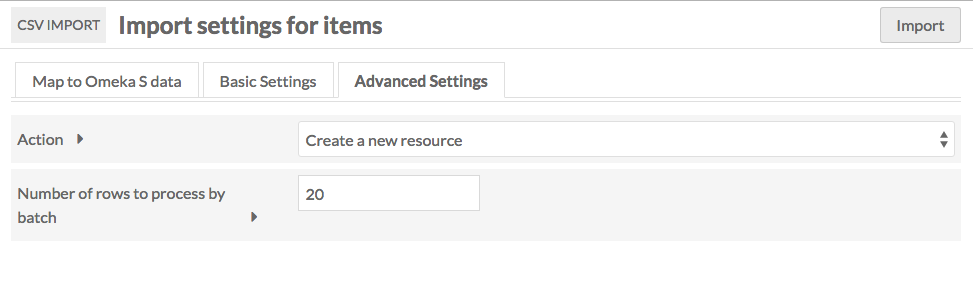 CSV IMPORT Import settings for items Import
Map to Omeka S data Basic Settings Advanced Settings
Action Create a new resource
Number of rows to process by 20
batch